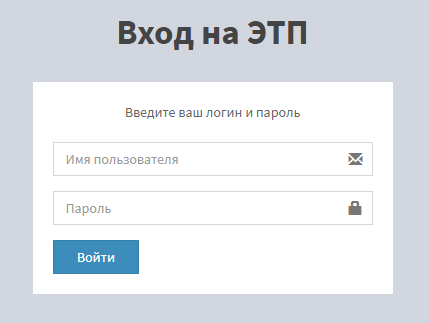 Вход на ЭТП
Введите ваш логин и пароль
Имя пользователя
Пароль
Войти